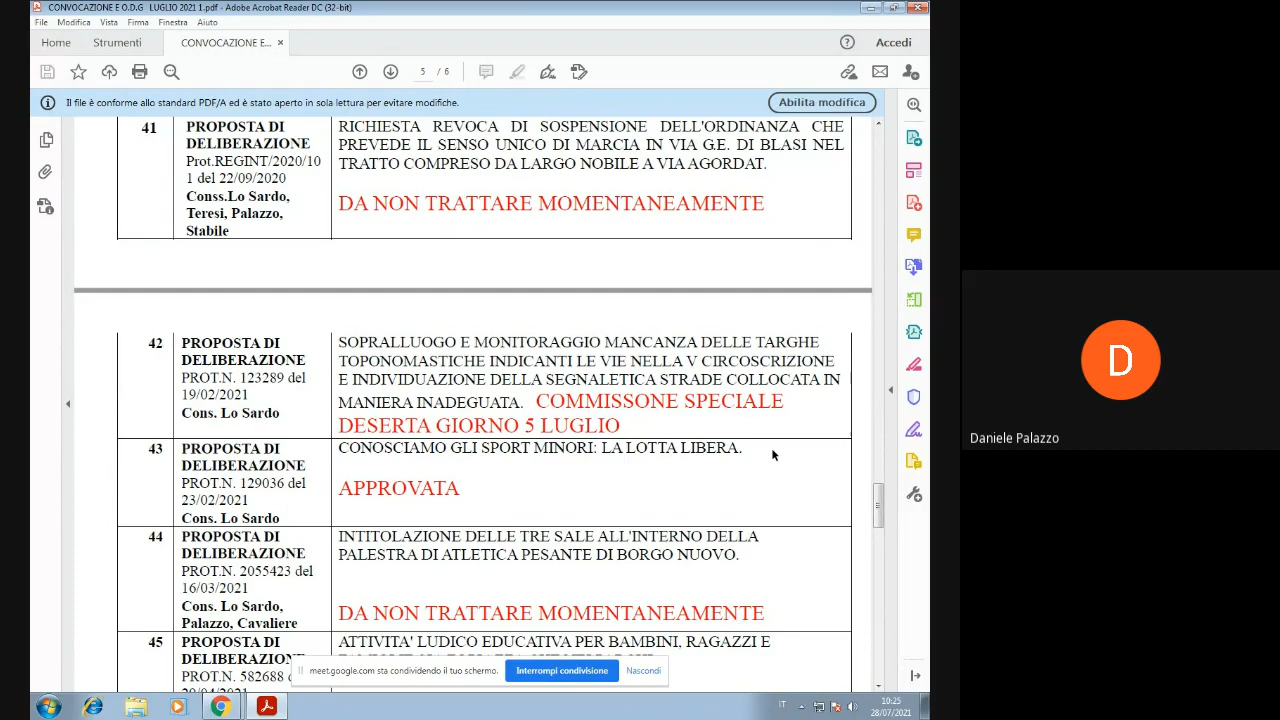 CONVOCAZIONE E O.D.G LUGLIO 2021 1.pdf - Adobe Acrobat Reader DC (32-bit)
File Modifica Vista Firma Finestra Aiuto
Home Strumenti CONVOCAZIONE E... × Accedi
5 / 6
Il file è conforme allo standard PDF/A ed è stato aperto in sola lettura per evitare modifiche. Abilita modifica
41 PROPOSTA DI DELIBERAZIONE
Prot.REGINT/2020/10
1 del 22/09/2020
Conss.Lo Sardo,
Teresi, Palazzo,
Stabile
RICHIESTA REVOCA DI SOSPENSIONE DELL'ORDINANZA CHE
PREVEDE IL SENSO UNICO DI MARCIA IN VIA G.E. DI BLASI NEL
TRATTO COMPRESO DA LARGO NOBILE A VIA AGORDAT.
DA NON TRATTARE MOMENTANEAMENTE
42 PROPOSTA DI
DELIBERAZIONE
PROT.N. 123289 del
19/02/2021
Cons. Lo Sardo
SOPRALLUOGO E MONITORAGGIO MANCANZA DELLE TARGHE
TOPONOMASTICHE INDICANTI LE VIE NELLA V CIRCOSCRIZIONE
E INDIVIDUAZIONE DELLA SEGNALETICA STRADE COLLOCATA IN
MANIERA INADEGUATA. COMMISSONE SPECIALE
DESERTA GIORNO 5 LUGLIO
43 PROPOSTA DI
DELIBERAZIONE
PROT.N. 129036 del
23/02/2021
Cons. Lo Sardo
CONOSCIAMO GLI SPORT MINORI: LA LOTTA LIBERA.
APPROVATA
44 PROPOSTA DI
DELIBERAZIONE
PROT.N. 2055423 del
16/03/2021
Cons. Lo Sardo,
Palazzo, Cavaliere
INTITOLAZIONE DELLE TRE SALE ALL'INTERNO DELLA
PALESTRA DI ATLETICA PESANTE DI BORGO NUOVO.
DA NON TRATTARE MOMENTANEAMENTE
45 PROPOSTA DI
DELIBERAZIONE
PROT.N. 582688 del
ATTIVITA' LUDICO EDUCATIVA PER BAMBINI, RAGAZZI E
meet.google.com sta condividendo il tuo schermo. Interrompi condivisione Nascondi
IT 10:25
28/07/2021
D
Daniele Palazzo